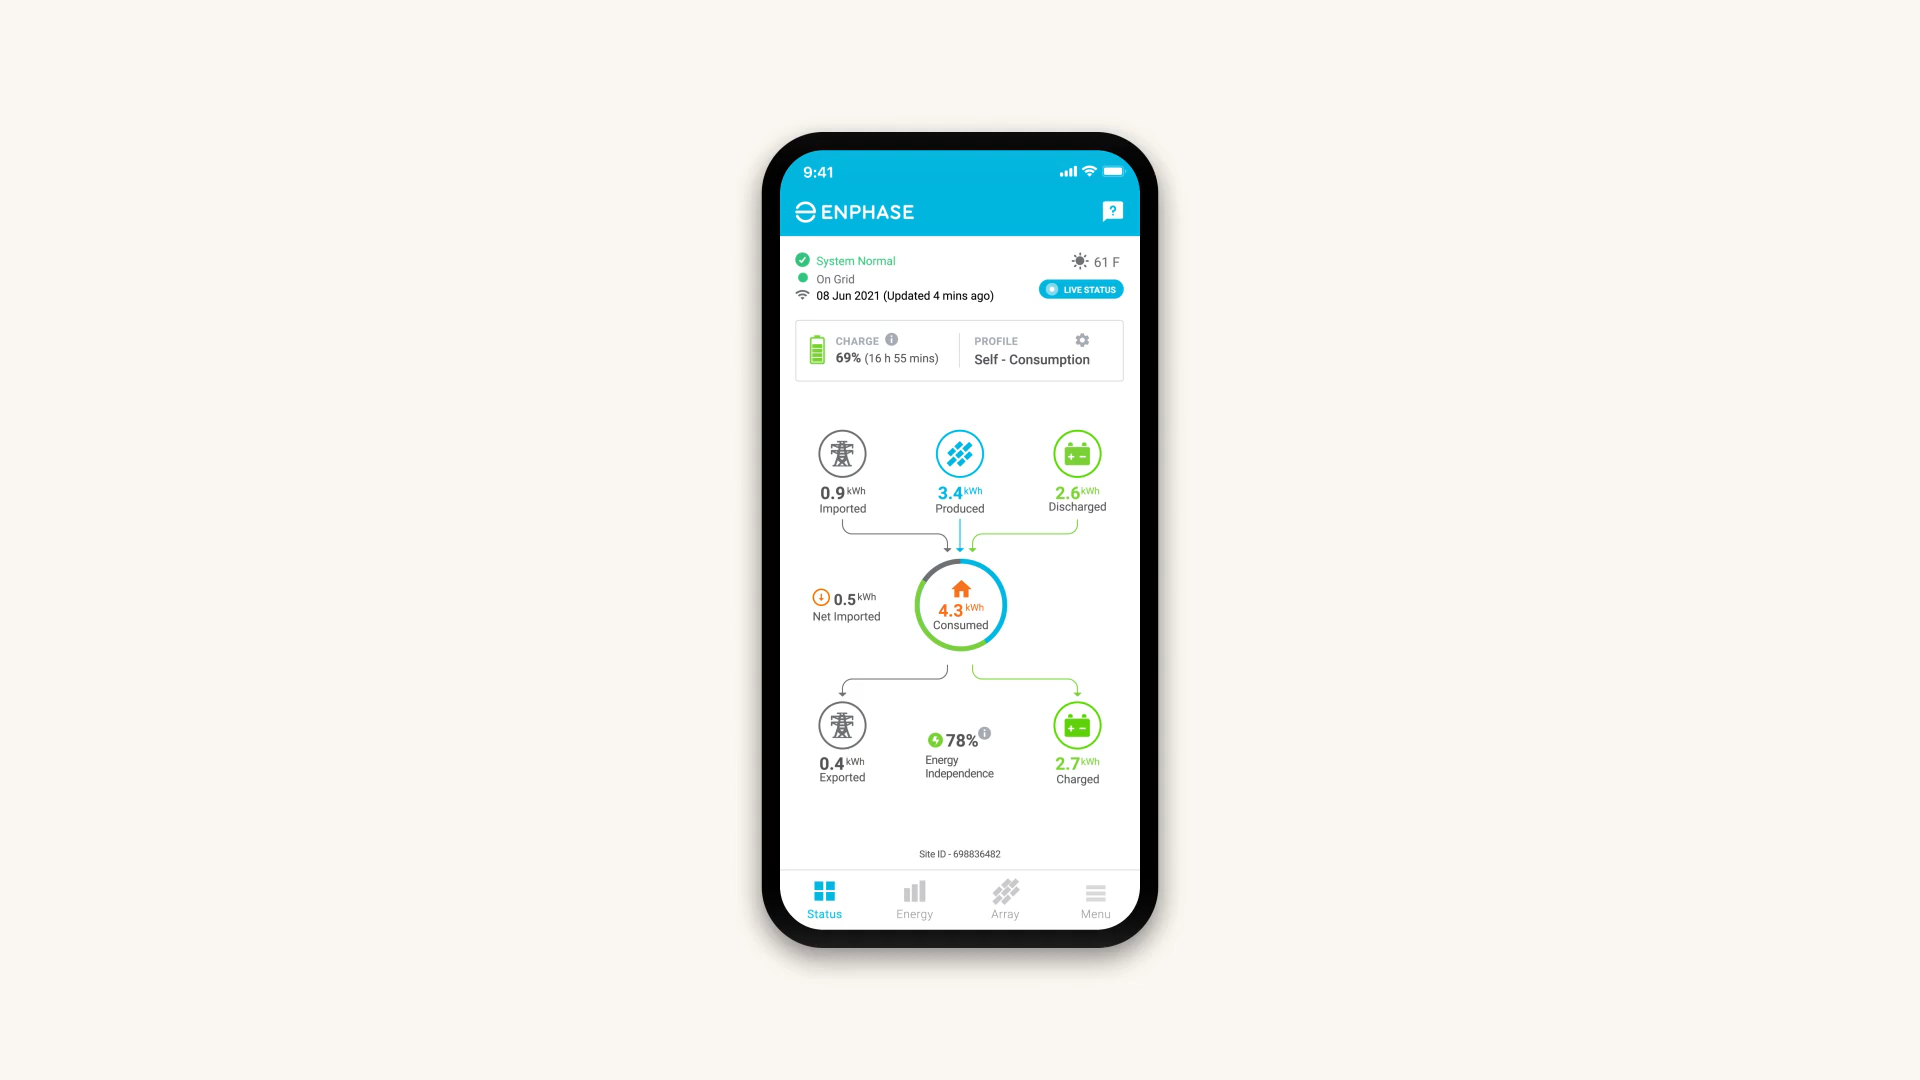 9:41
ENPHASE
?
System Normal
61 F
On Grid
LIVE STATUS
08 Jun 2021 (Updated 4 mins ago)
CHARGE
PROFILE
69% (16 h 55 mins)
Self - Consumption
0.9 kWh
Imported
3.4 kWh
Produced
2.6 kWh
Discharged
0.5 kWh
Net Imported
4.3 kWh
Consumed
0.4 kWh
Exported
78%
Energy
Independence
2.7 kWh
Charged
Site ID - 698836482
Status
Energy
Array
Menu